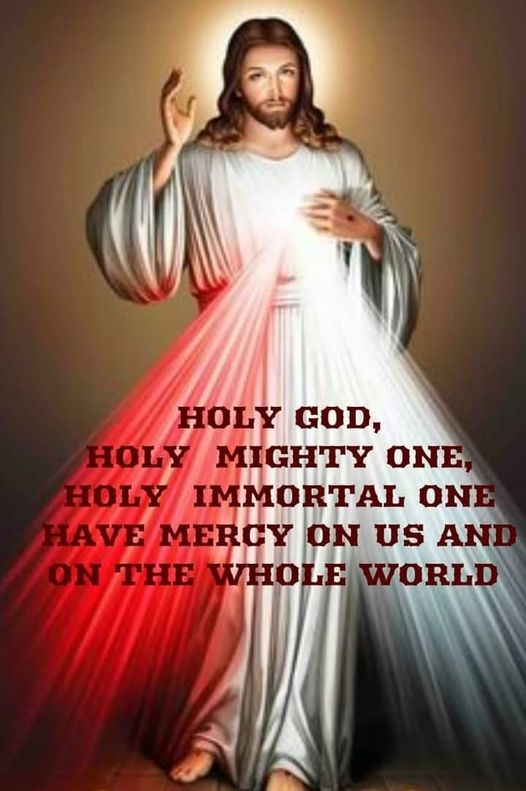 HOLY GOD,
HOLY MIGHTY ONE,
HOLY IMMORTAL ONE
HAVE MERCY ON US AND
ON THE WHOLE WORLD